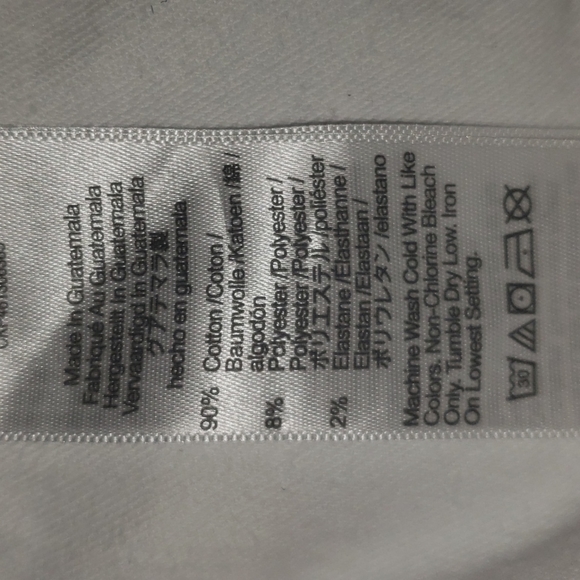 Made In Guatemala
Fabriqué Au Guatemala
Hergestellt In Guatemala
Vervaardigd In Guatemala
グアテマラ製
hecho en guatemala
90% Cotton /Coton /
Baumwolle /Katoen /綿 /
algodón
8% Polyester /Polyester /
Polyester /Polyester /
ポリエステル /poliéster
2% Elastane /Elasthanne /
Elastan /Elastaan /
ポリウレタン /elastano
Machine Wash Cold With Like
Colors. Non-Chlorine Bleach
Only. Tumble Dry Low. Iron
On Lowest Setting.
30